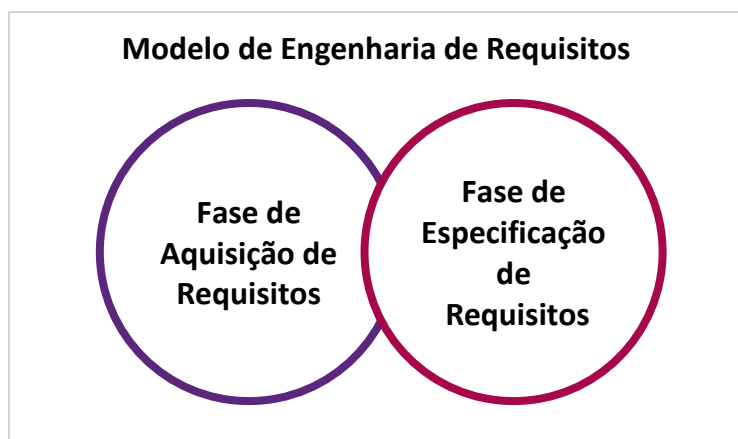 Modelo de Engenharia de Requisitos
Fase de
Aquisição de
Requisitos
Fase de
Especificação
de
Requisitos